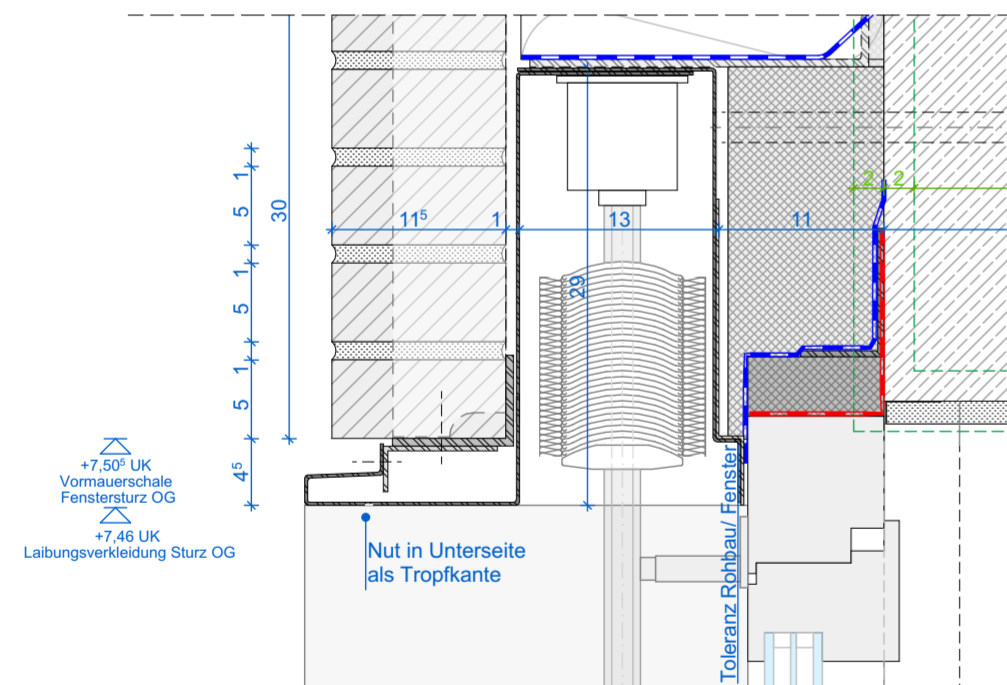 2 2
11⁵ 1 13 11
30
29
1
5
1
5
1
5
4⁵
+7,50⁵ UK
Vormauerschale
Fenstersturz OG
+7,46 UK
Laibungsverkleidung Sturz OG
Nut in Unterseite
als Tropfkante
Toleranz Rohbau/ Fenster